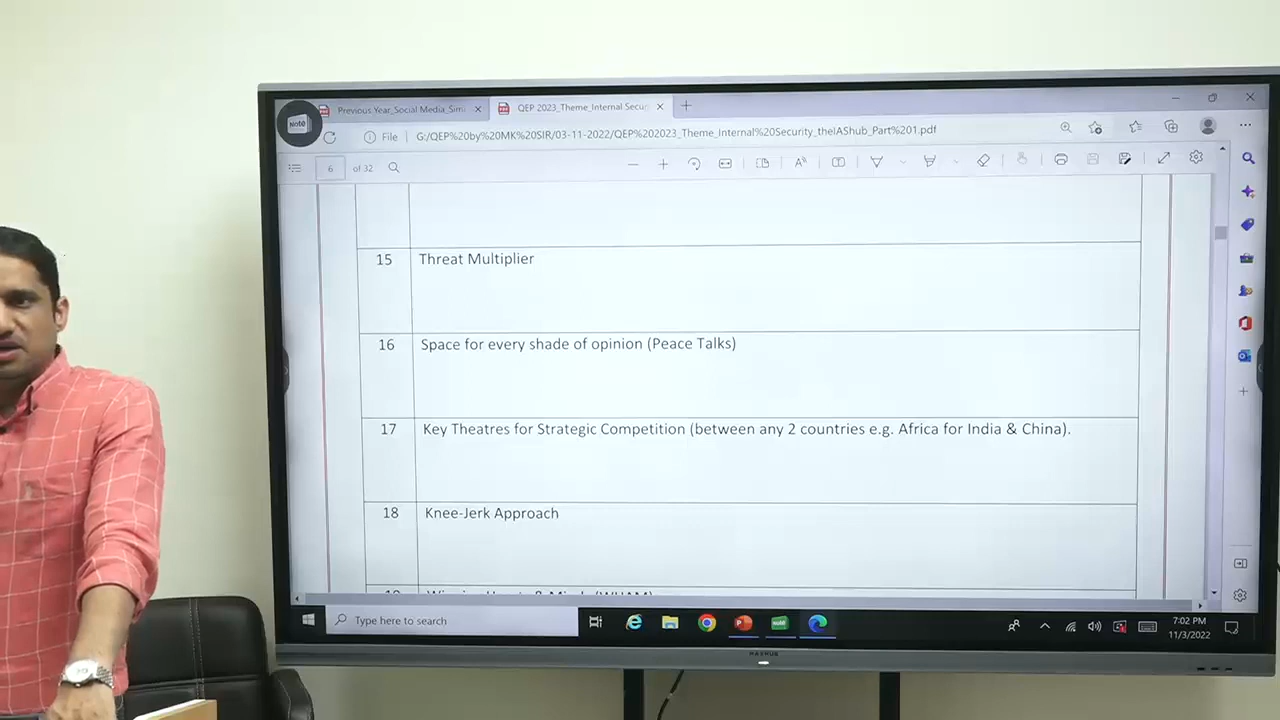 Previous Year_Social Media_Simi
QEP 2023_Theme_Internal Secur
Note
File
G:/QEP%20by%20MK%20SIR/03-11-2022/QEP%202023_Theme_Internal%20Security_theIAShub_Part%201.pdf
6 of 32
15 Threat Multiplier
16 Space for every shade of opinion (Peace Talks)
17 Key Theatres for Strategic Competition (between any 2 countries e.g. Africa for India & China).
18 Knee-Jerk Approach
Type here to search
7:02 PM
11/3/2022